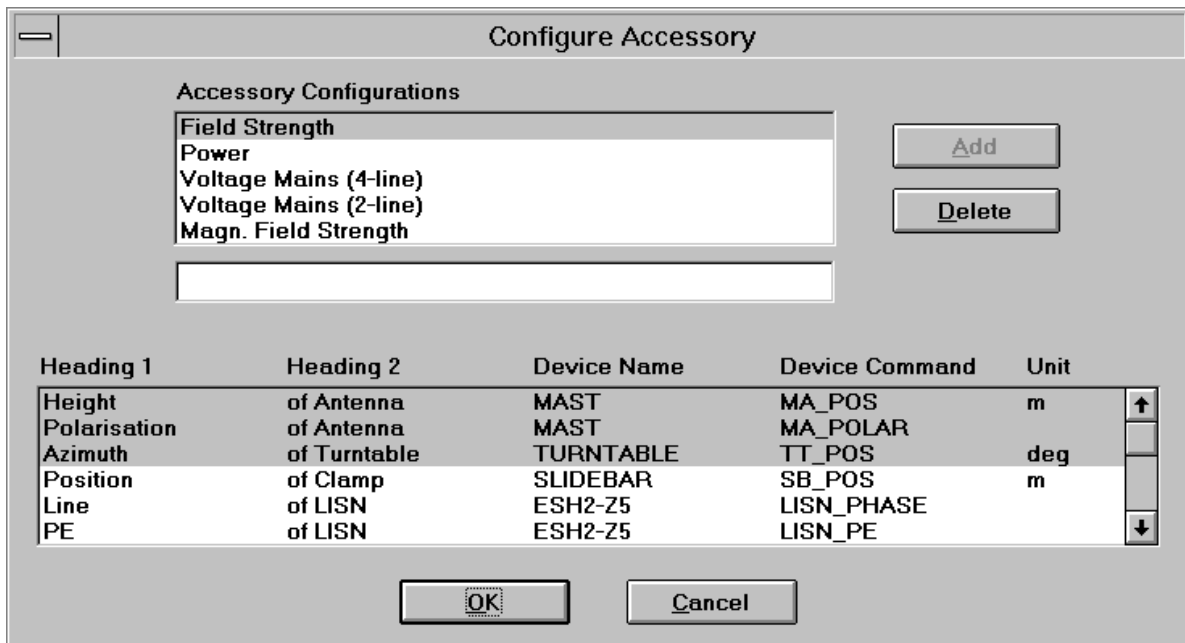 Configure Accessory
Accessory Configurations
Field Strength
Power
Voltage Mains (4-line)
Voltage Mains (2-line)
Magn. Field Strength
Add
Delete
Heading 1 Heading 2 Device Name Device Command Unit
Height of Antenna MAST MA_POS m
Polarisation of Antenna MAST MA_POLAR
Azimuth of Turntable TURNTABLE TT_POS deg
Position of Clamp SLIDEBAR SB_POS m
Line of LISN ESH2-Z5 LISN_PHASE
PE of LISN ESH2-Z5 LISN_PE
OK Cancel